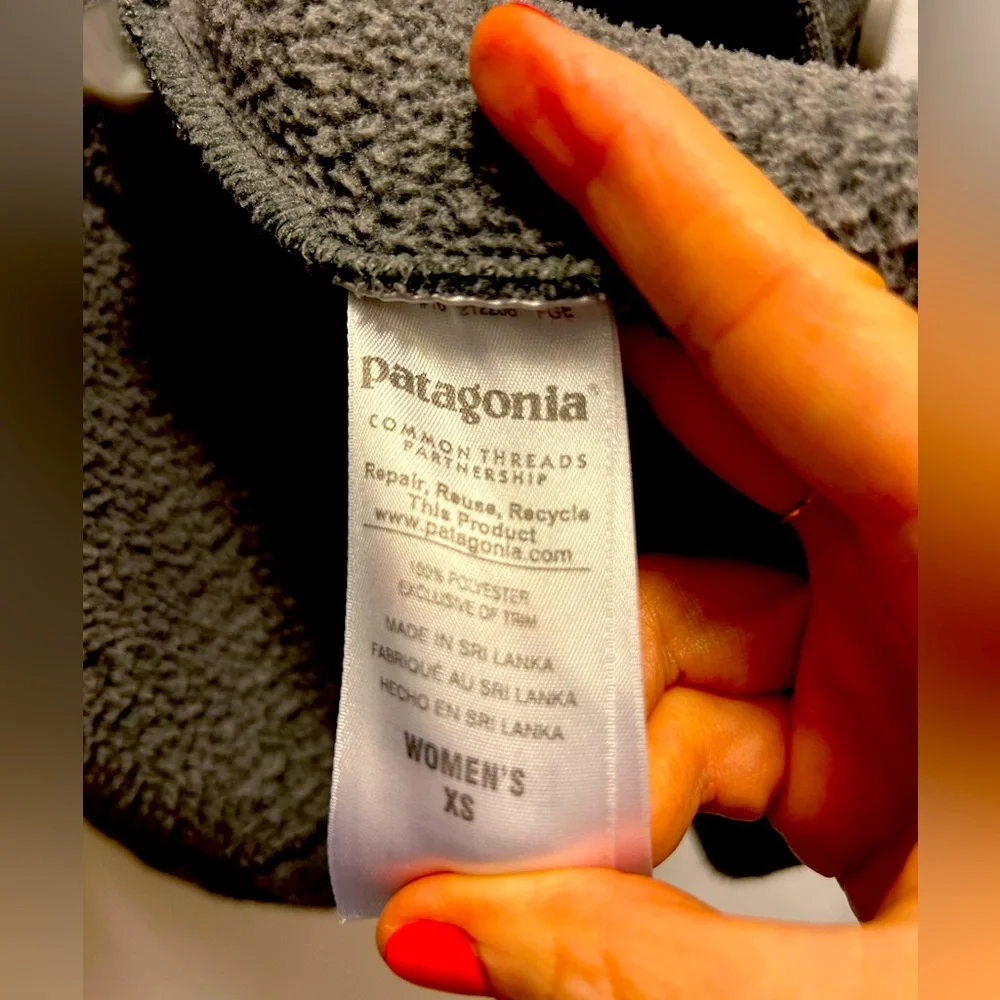 patagonia®
COMMON THREADS
PARTNERSHIP
Repair, Reuse, Recycle
This Product
www.patagonia.com
100% POLYESTER
EXCLUSIVE OF TRIM
MADE IN SRI LANKA
FABRIQUÉ AU SRI LANKA
HECHO EN SRI LANKA
WOMEN'S
XS